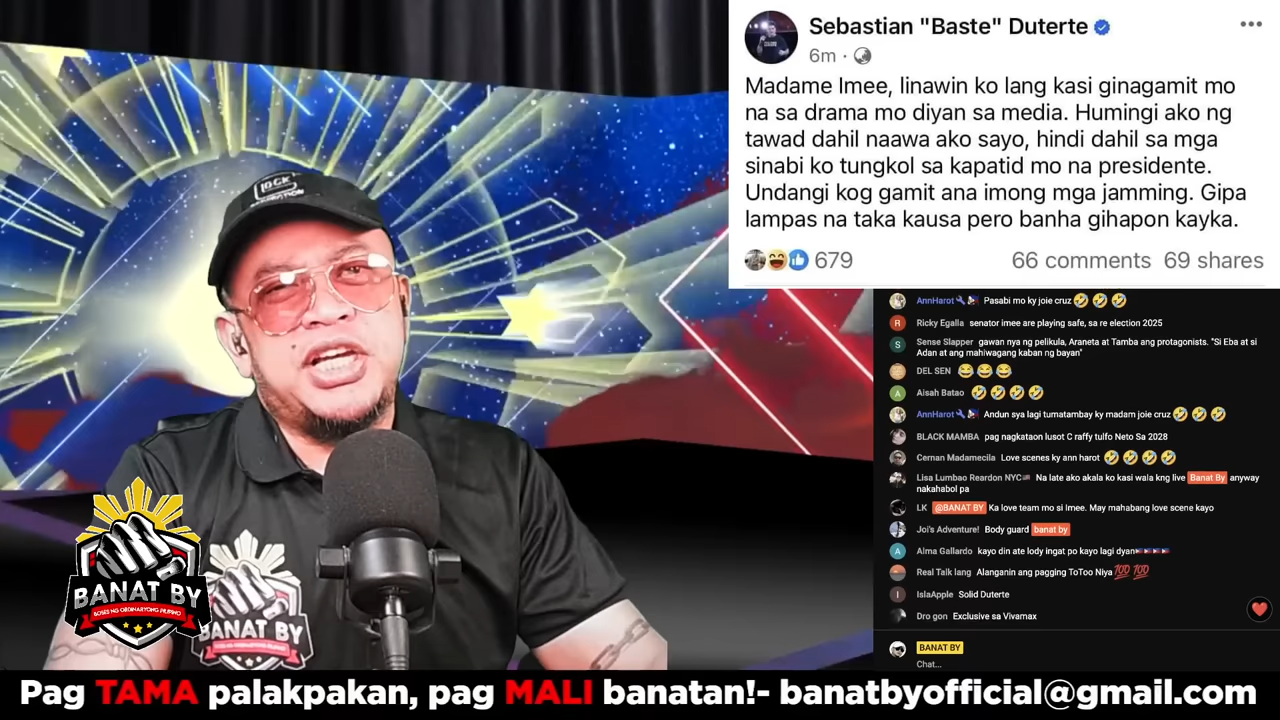 Sebastian "Baste" Duterte
6m ·
Madame Imee, linawin ko lang kasi ginagamit mo
na sa drama mo diyan sa media. Humingi ako ng
tawad dahil naawa ako sayo, hindi dahil sa mga
sinabi ko tungkol sa kapatid mo na presidente.
Undangi kog gamit ana imong mga jamming. Gipa
lampas na taka kausa pero banha gihapon kayka.
679 66 comments 69 shares
AnnHarot Pasabi mo ky joie cruz 🤣 🤣 🤣
R Ricky Egalla senator imee are playing safe, sa re election 2025
S Sense Slapper gawan nya ng pelikula, Araneta at Tamba ang protagonists. "Si Eba at si
Adan at ang mahiwagang kaban ng bayan"
DEL SEN 😂 😂 😂
A Aisah Batao 🤣 🤣 🤣 🤣
AnnHarot Andun sya lagi tumatambay ky madam joie cruz 🤣 🤣 🤣
BLACK MAMBA pag nagkataon lusot C raffy tulfo Neto Sa 2028
Cernan Madamecila Love scenes ky ann harot 🤣 🤣 🤣 🤣
Lisa Lumbao Reardon NYC🇺🇸 Na late ako akala ko kasi wala kng live Banat By anyway
nakahabol pa
LK @BANAT BY Ka love team mo si Imee. May mahabang love scene kayo
Joi's Adventure! Body guard banat by
A Alma Gallardo kayo din ate lody ingat po kayo lagi dyan🇵🇭🇵🇭🇵🇭🇵🇭
Real Taik lang Alanganin ang pagging ToToo Niya 💯 💯
I IslaApple Solid Duterte
Dro gon Exclusive sa Vivamax
BANAT BY
Chat...
GLOCK
BANAT BY
BOSES NG ORDINARYONG PILIPINO
BANAT BY
Pag TAMA palakpakan, pag MALI banatan!- banatbyofficial@gmail.com